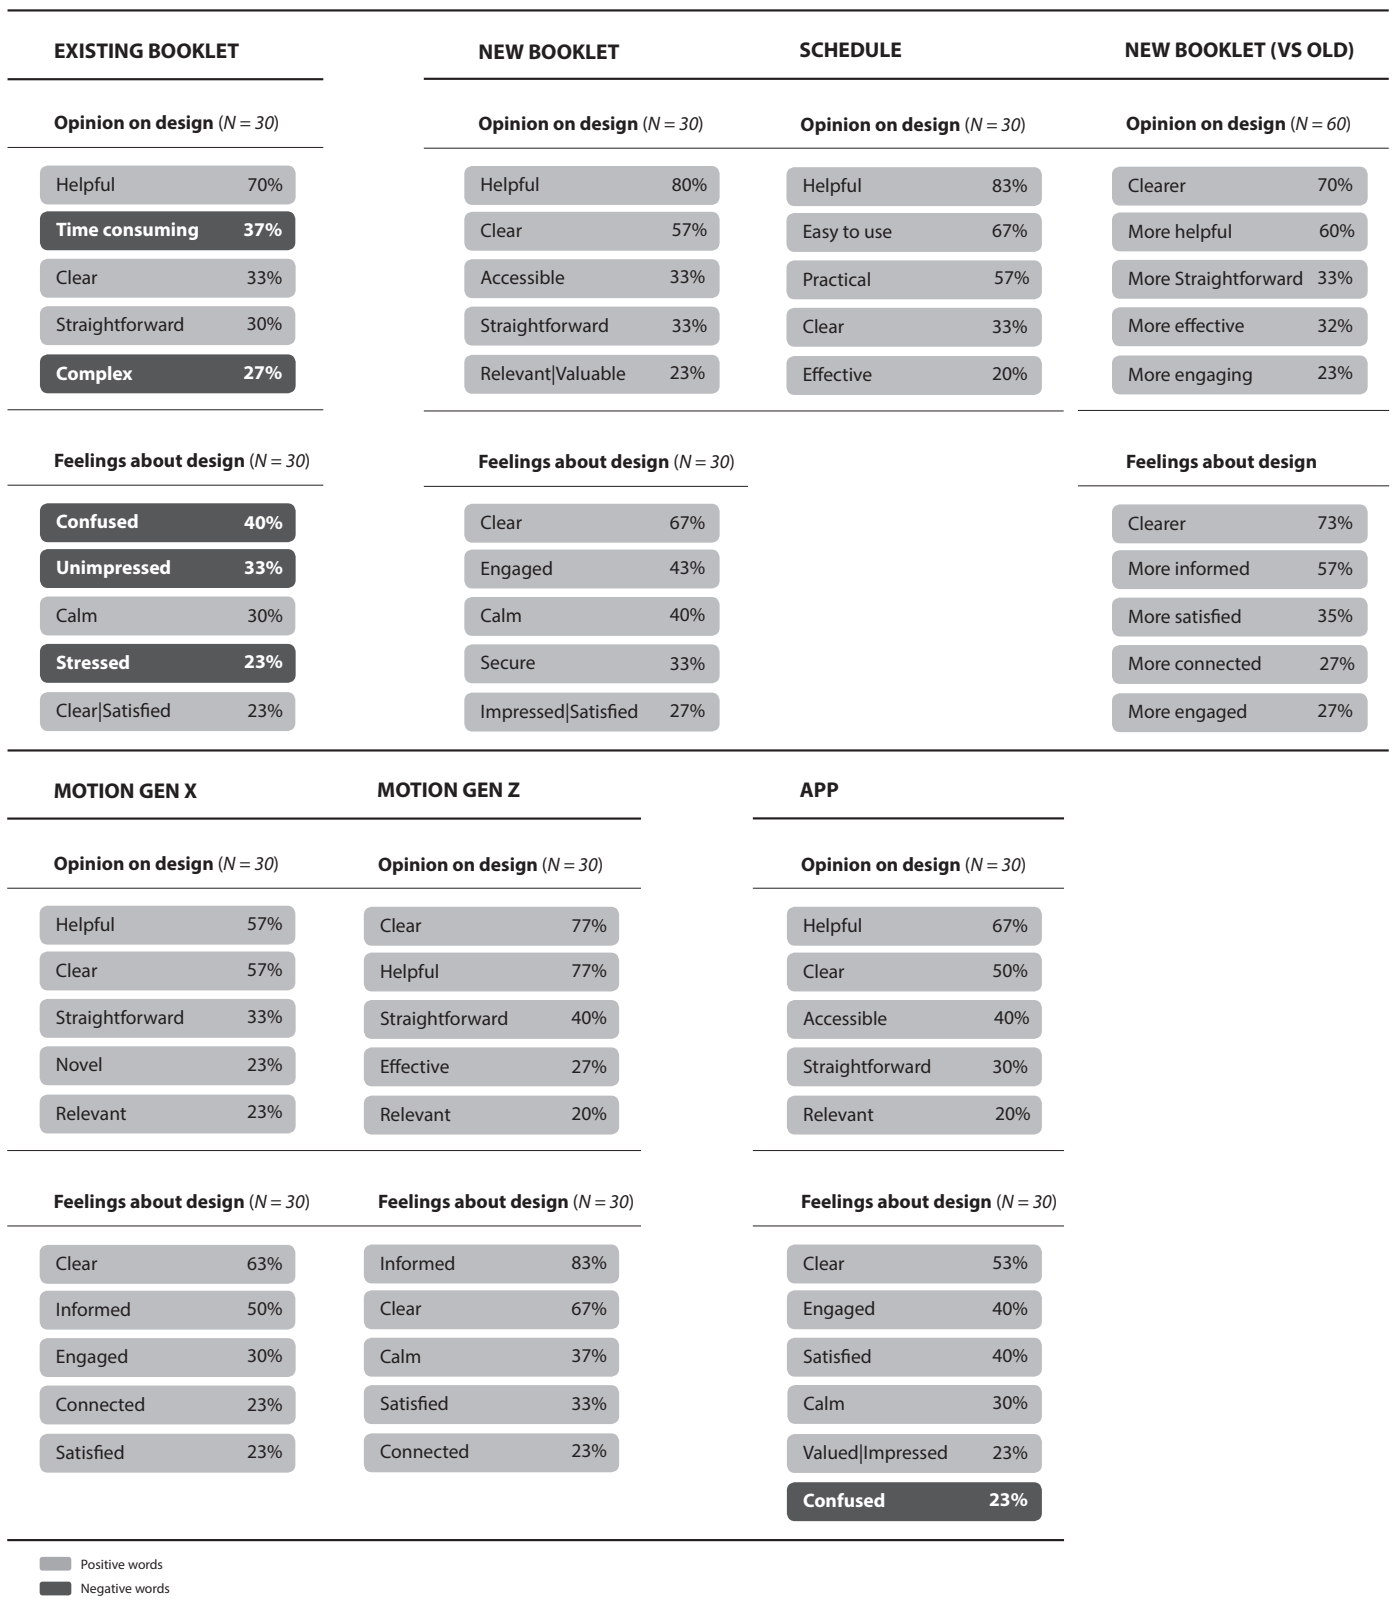 EXISTING BOOKLET
Opinion on design (N = 30)
Helpful 70%
Time consuming 37%
Clear 33%
Straightforward 30%
Complex 27%
Feelings about design (N = 30)
Confused 40%
Unimpressed 33%
Calm 30%
Stressed 23%
Clear|Satisfied 23%
NEW BOOKLET
Opinion on design (N = 30)
Helpful 80%
Clear 57%
Accessible 33%
Straightforward 33%
Relevant|Valuable 23%
Feelings about design (N = 30)
Clear 67%
Engaged 43%
Calm 40%
Secure 33%
Impressed|Satisfied 27%
SCHEDULE
Opinion on design (N = 30)
Helpful 83%
Easy to use 67%
Practical 57%
Clear 33%
Effective 20%
NEW BOOKLET (VS OLD)
Opinion on design (N = 60)
Clearer 70%
More helpful 60%
More Straightforward 33%
More effective 32%
More engaging 23%
Feelings about design
Clearer 73%
More informed 57%
More satisfied 35%
More connected 27%
More engaged 27%
MOTION GEN X
Opinion on design (N = 30)
Helpful 57%
Clear 57%
Straightforward 33%
Novel 23%
Relevant 23%
Feelings about design (N = 30)
Clear 63%
Informed 50%
Engaged 30%
Connected 23%
Satisfied 23%
MOTION GEN Z
Opinion on design (N = 30)
Clear 77%
Helpful 77%
Straightforward 40%
Effective 27%
Relevant 20%
Feelings about design (N = 30)
Informed 83%
Clear 67%
Calm 37%
Satisfied 33%
Connected 23%
APP
Opinion on design (N = 30)
Helpful 67%
Clear 50%
Accessible 40%
Straightforward 30%
Relevant 20%
Feelings about design (N = 30)
Clear 53%
Engaged 40%
Satisfied 40%
Calm 30%
Valued|Impressed 23%
Confused 23%
Positive words
Negative words